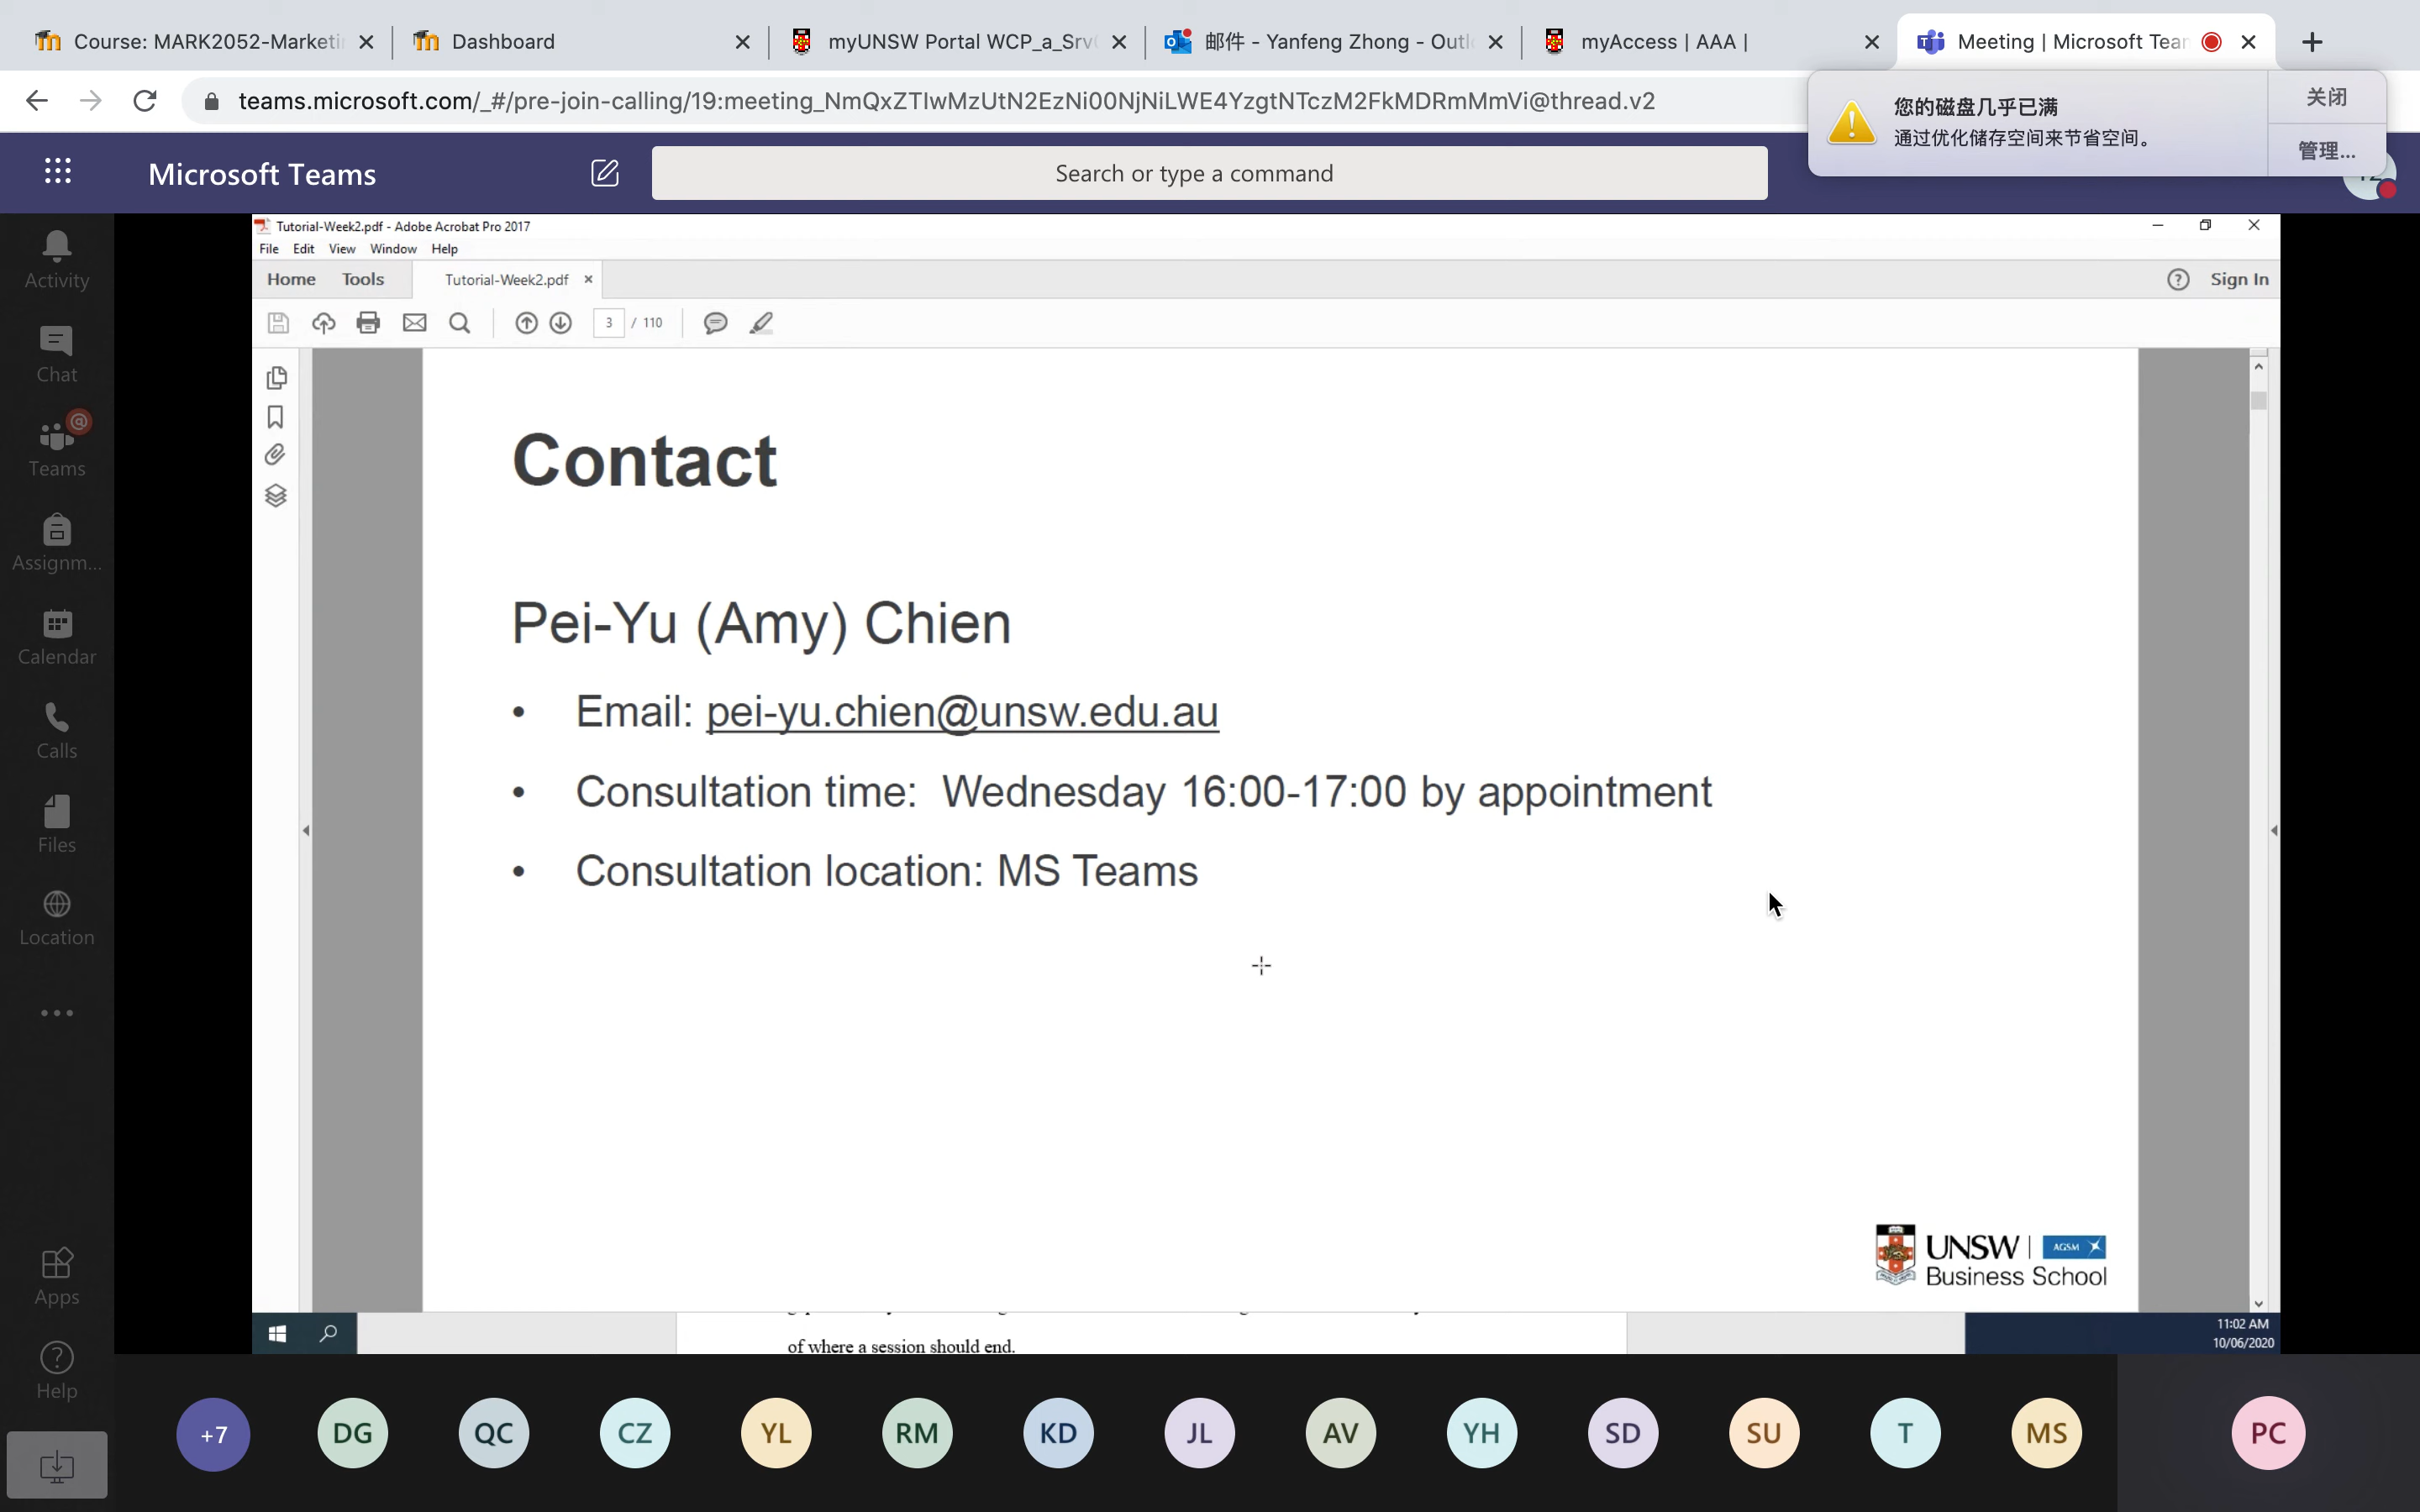 Course: MARK2052-Marketi
Dashboard
myUNSW Portal WCP_a_Srv
邮件 - Yanfeng Zhong - Outl
myAccess | AAA |
Meeting | Microsoft Tear
teams.microsoft.com/_#/pre-join-calling/19:meeting_NmQxZTIwMzUtN2EzNi00NjNiLWE4YzgtNTczM2FkMDRmMmVi@thread.v2
您的磁盘几乎已满
通过优化储存空间来节省空间。
关闭
管理...
Microsoft Teams
Search or type a command
Activity
Chat
Teams
Assignm...
Calendar
Calls
Files
Location
Apps
Help
Tutorial-Week2.pdf - Adobe Acrobat Pro 2017
File Edit View Window Help
Home Tools Tutorial-Week2.pdf
Sign In
3 / 110
Contact
Pei-Yu (Amy) Chien
• Email: pei-yu.chien@unsw.edu.au
• Consultation time: Wednesday 16:00-17:00 by appointment
• Consultation location: MS Teams
UNSW | AGSM
Business School
of where a session should end.
11:02 AM
10/06/2020
+7 DG QC CZ YL RM KD JL AV YH SD SU T MS PC